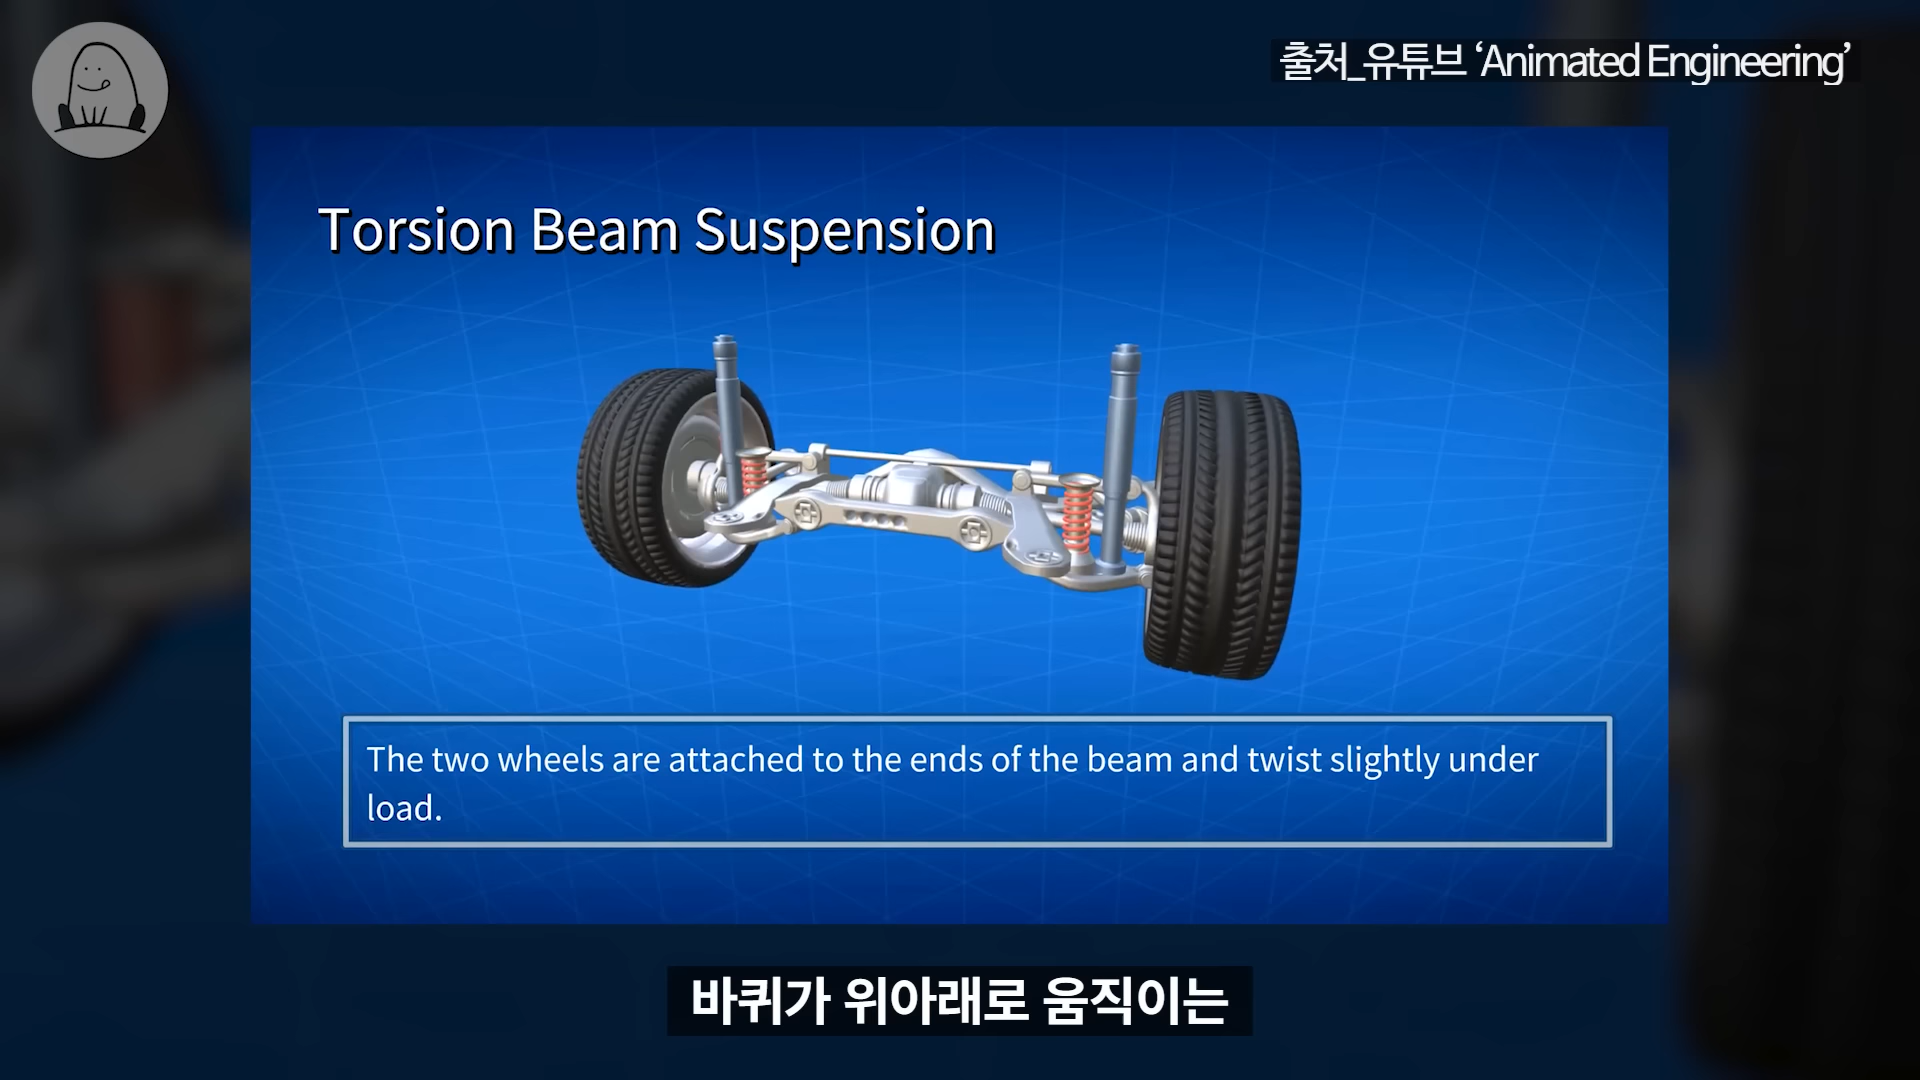 출처_유튜브 ‘Animated Engineering’
Torsion Beam Suspension
The two wheels are attached to the ends of the beam and twist slightly under
load.
바퀴가 위아래로 움직이는